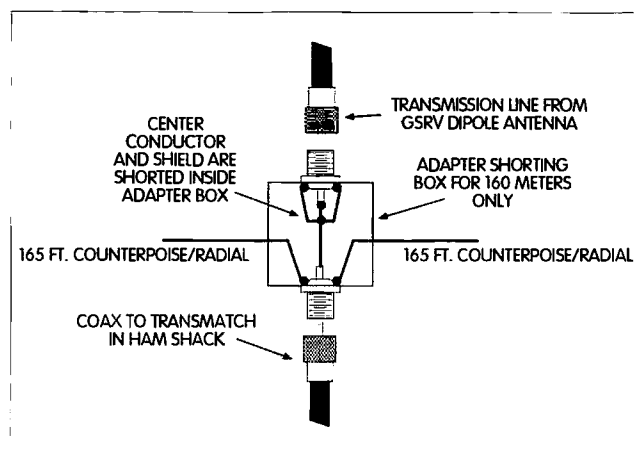 TRANSMISSION LINE FROM
G5RV DIPOLE ANTENNA
CENTER
CONDUCTOR
AND SHIELD ARE
SHORTED INSIDE
ADAPTER BOX
ADAPTER SHORTING
BOX FOR 160 METERS
ONLY
165 FT. COUNTERPOISE/RADIAL
165 FT. COUNTERPOISE/RADIAL
COAX TO TRANSMATCH
IN HAM SHACK